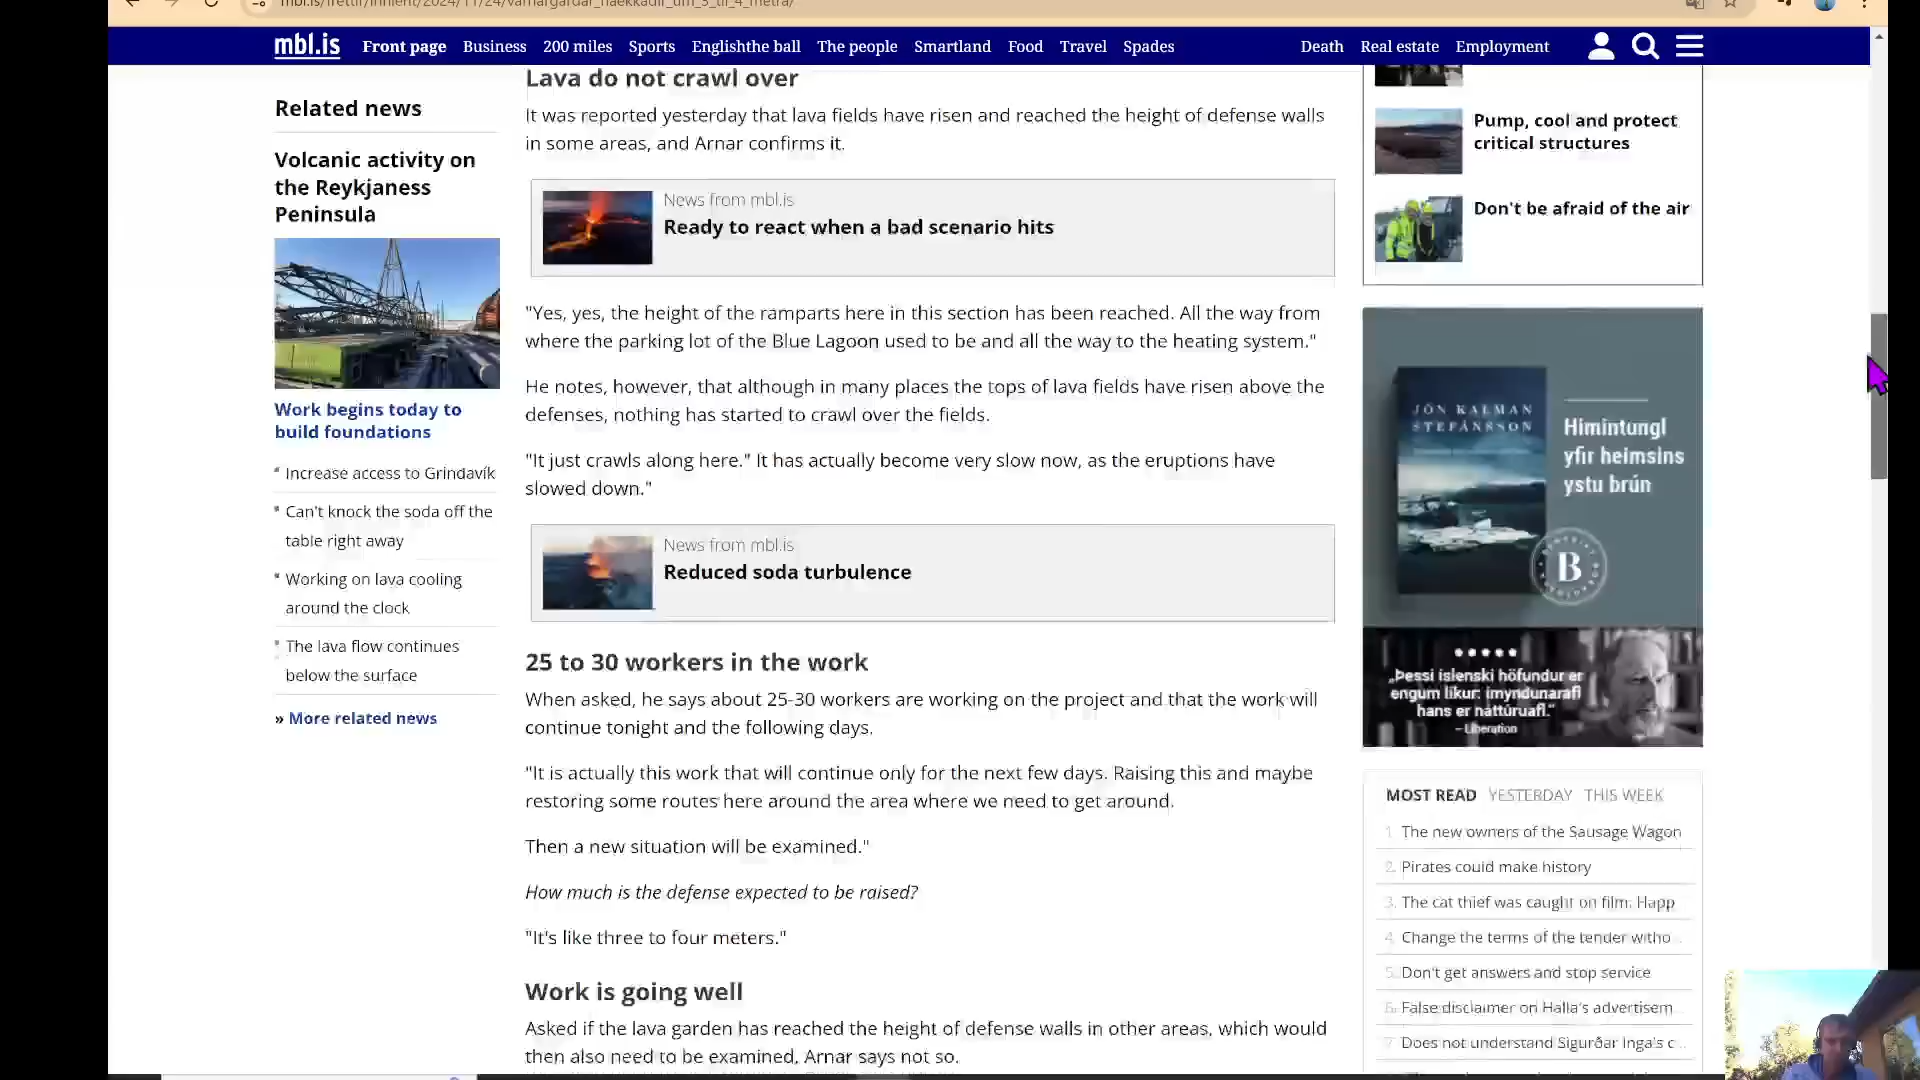 mbl.is/frettir/innlent/2024/11/24/varnargardar_haekkadir_um_3_til_4_metra/
mbl.is Front page Business 200 miles Sports Englishthe ball The people Smartland Food Travel Spades Death Real estate Employment
Related news
Volcanic activity on
the Reykjaness
Peninsula
Work begins today to
build foundations
Increase access to Grindavík
Can't knock the soda off the
table right away
Working on lava cooling
around the clock
The lava flow continues
below the surface
» More related news
Lava do not crawl over
It was reported yesterday that lava fields have risen and reached the height of defense walls
in some areas, and Arnar confirms it.
News from mbl.is
Ready to react when a bad scenario hits
"Yes, yes, the height of the ramparts here in this section has been reached. All the way from
where the parking lot of the Blue Lagoon used to be and all the way to the heating system."
He notes, however, that although in many places the tops of lava fields have risen above the
defenses, nothing has started to crawl over the fields.
"It just crawls along here." It has actually become very slow now, as the eruptions have
slowed down."
News from mbl.is
Reduced soda turbulence
25 to 30 workers in the work
When asked, he says about 25-30 workers are working on the project and that the work will
continue tonight and the following days.
"It is actually this work that will continue only for the next few days. Raising this and maybe
restoring some routes here around the area where we need to get around.
Then a new situation will be examined."
How much is the defense expected to be raised?
"It's like three to four meters."
Work is going well
Asked if the lava garden has reached the height of defense walls in other areas, which would
then also need to be examined, Arnar says not so.
Pump, cool and protect
critical structures
Don't be afraid of the air
JÓN KALMAN
STEFÁNSSON
Himintungl
yfir heimsins
ystu brún
B
„Þessi íslenski höfundur er
engum líkur: ímyndunarafl
hans er náttúruafl."
– Liberation
MOST READ YESTERDAY THIS WEEK
1. The new owners of the Sausage Wagon
2. Pirates could make history
3. The cat thief was caught on film: Happ
4. Change the terms of the tender witho...
5. Don't get answers and stop service
6. False disclaimer on Halla's advertisem
7. Does not understand Sigurðar Inga's c...